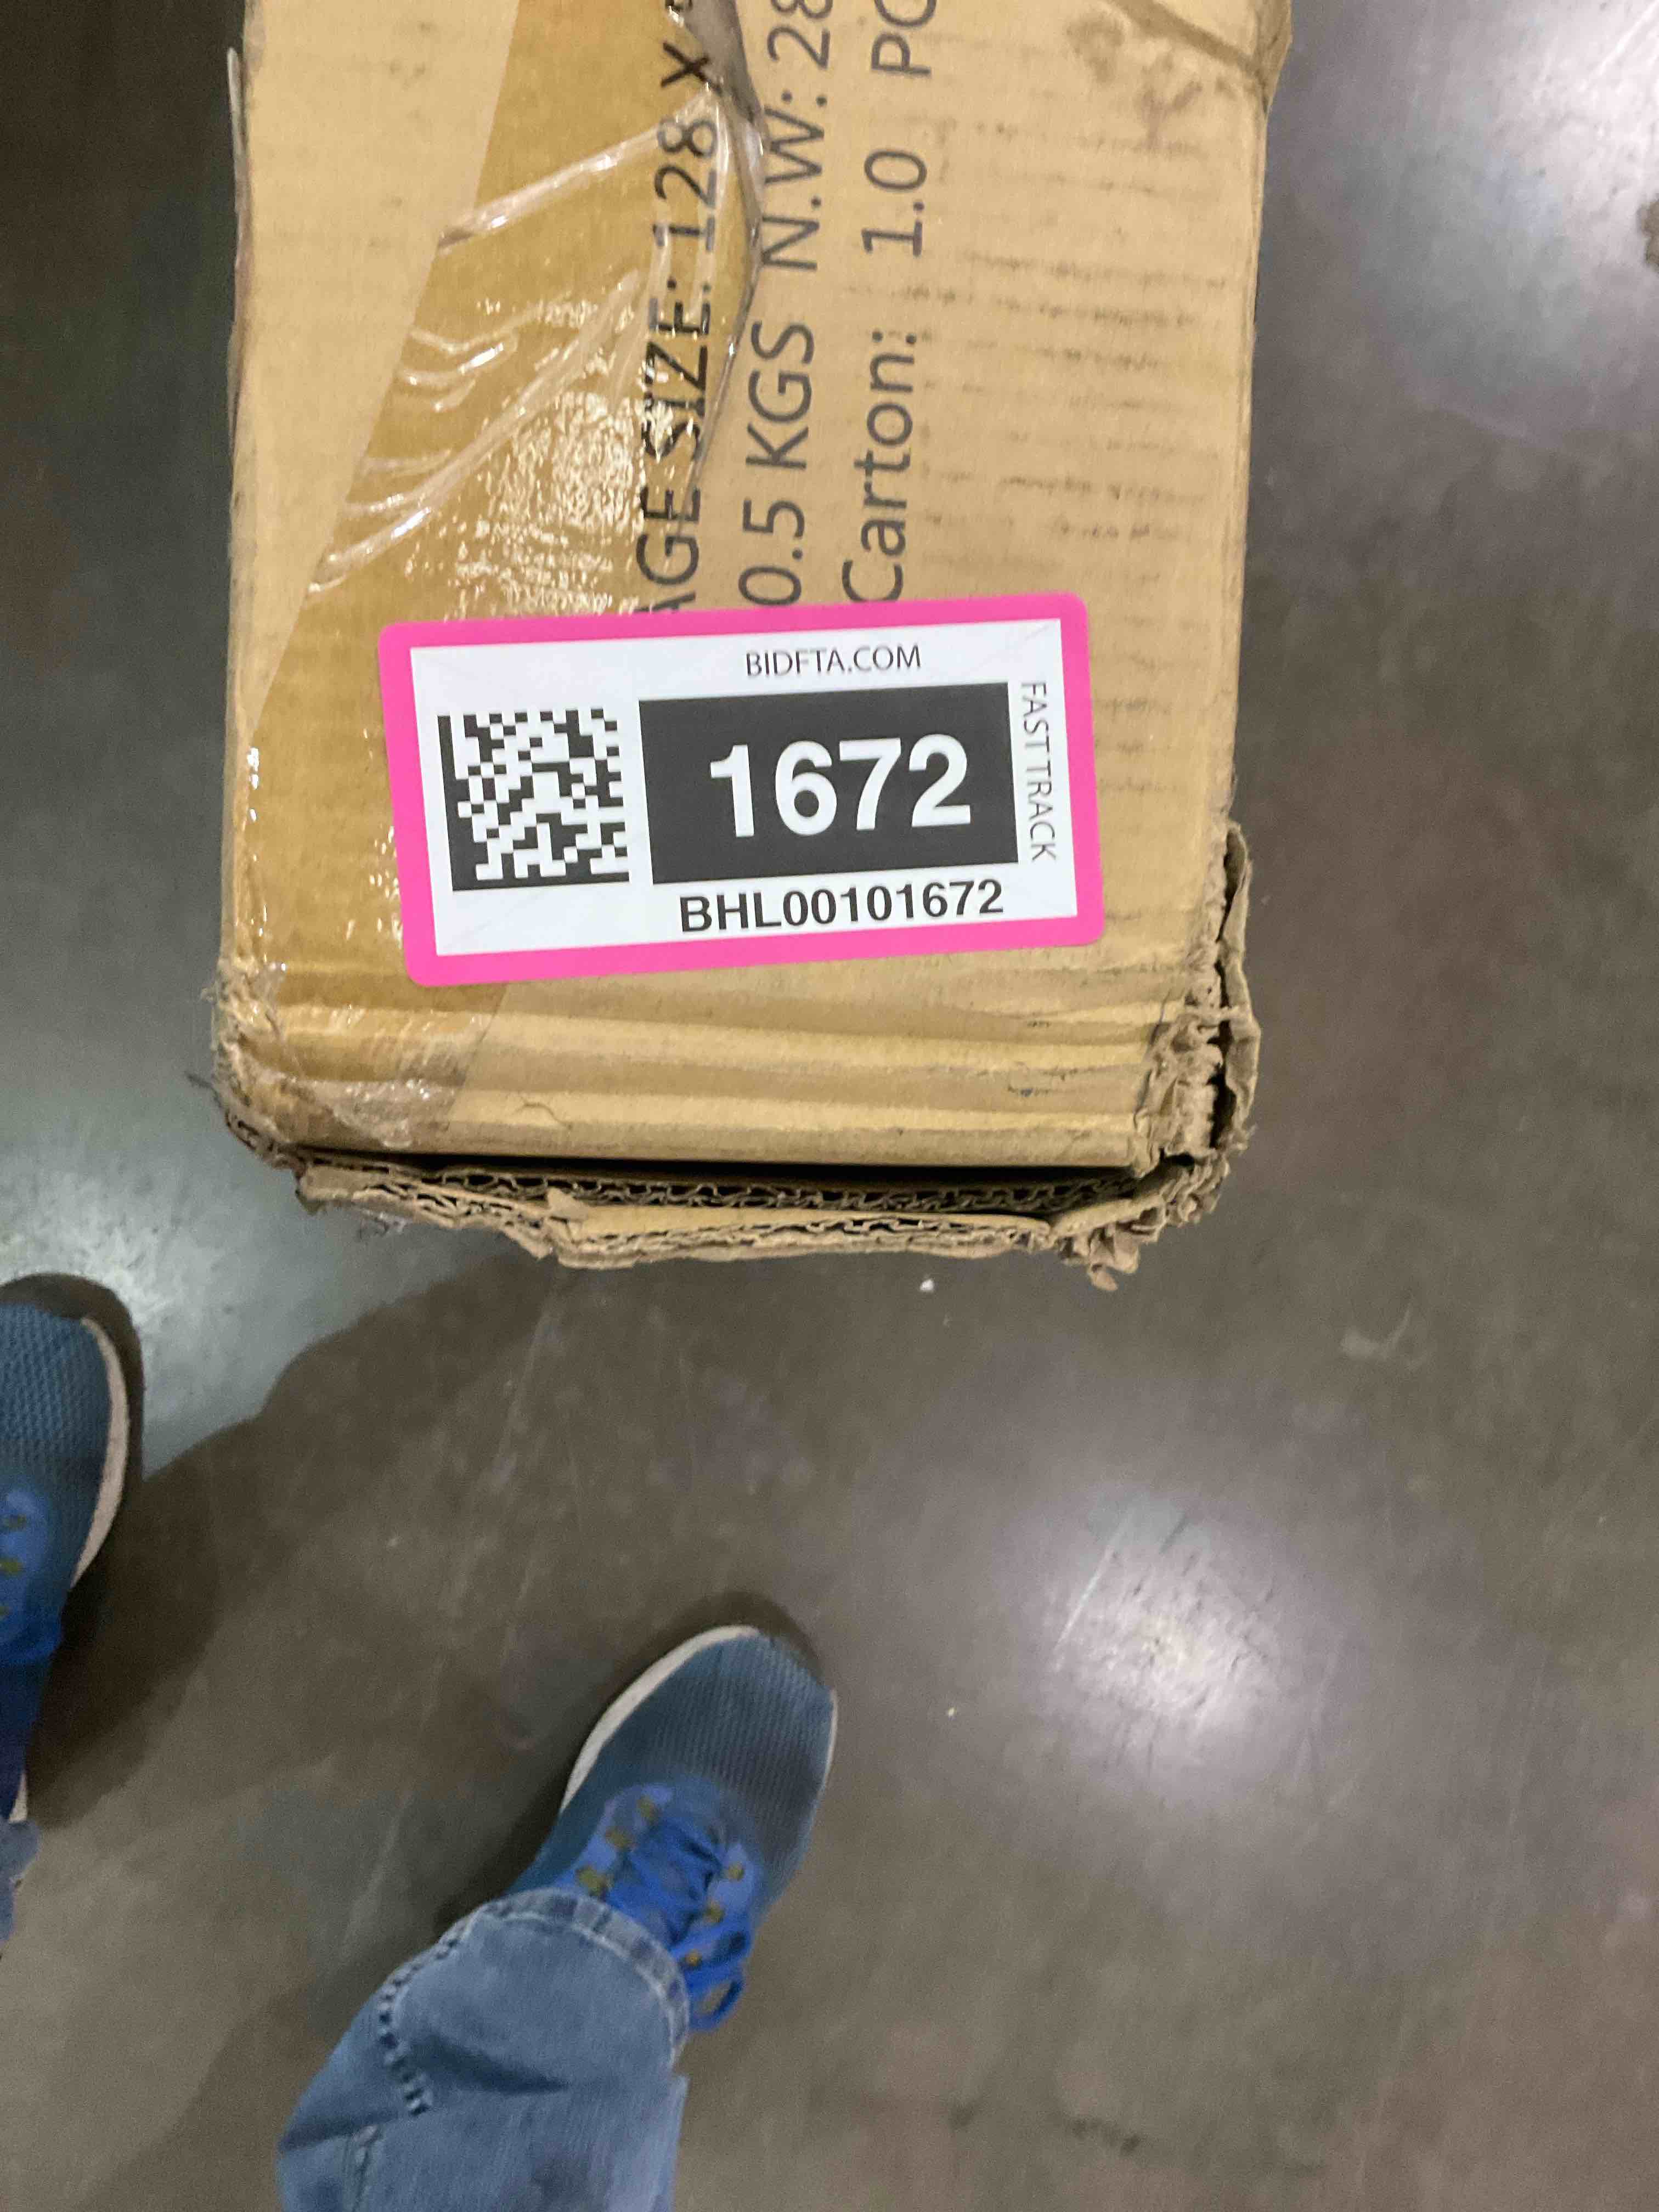 AGE SIZE: 128 x
0.5 KGS N.W: 28
Carton: 1.0 PC
BIDFTA.COM
1672
FAST TRACK
BHL00101672